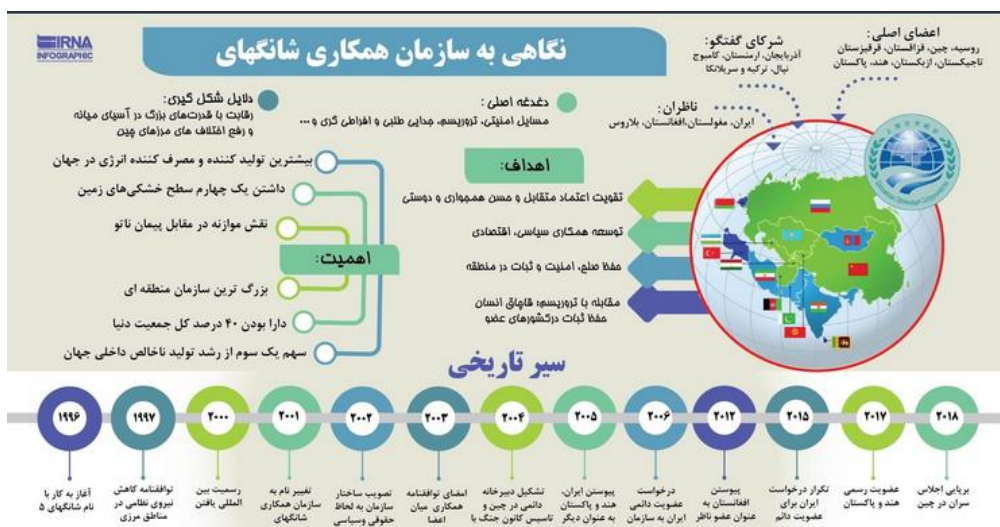 IRNA
INFOGRAPHIC
نگاهی به سازمان همکاری شانگهای
اعضای اصلی:
روسیه، چین، قزاقستان، قرقیزستان
تاجیکستان، ازبکستان، هند، پاکستان
شرکای گفتگو:
آذربایجان، ارمنستان، کامبوج
نپال، ترکیه و سریلانکا
ناظران:
ایران، مغولستان،افغانستان، بلاروس
دغدغه اصلی:
مسایل امنیتی، تروریسم، جدایی طلبی و افراطی گری و ...
دلایل شکل گیری:
رقابت با قدرت‌های بزرگ در آسیای میانه
و رفع اختلاف های مرزهای چین
اهداف:
تقویت اعتماد متقابل و حسن همجواری و دوستی
توسعه همکاری سیاسی، اقتصادی
حفظ صلح، امنیت و ثبات در منطقه
مقابله با تروریسم، قاچاق انسان
حفظ ثبات درکشورهای عضو
اهمیت:
بیشترین تولید کننده و مصرف کننده انرژی در جهان
داشتن یک چهارم سطح خشکی‌های زمین
نقش موازنه در مقابل پیمان ناتو
بزرگ ترین سازمان منطقه ای
دارا بودن ۴۰ درصد کل جمعیت دنیا
سهم یک سوم از رشد تولید ناخالص داخلی جهان
سیر تاریخی
۱۹۹۶
آغاز به کار با
نام شانگهای ۵
۱۹۹۷
توافقنامه کاهش
نیروی نظامی در
مناطق مرزی
۲۰۰۰
رسمیت بین
المللی یافتن
۲۰۰۱
تغییر نام به
سازمان همکاری
شانگهای
۲۰۰۲
تصویب ساختار
سازمان به لحاظ
حقوقی وسیاسی
۲۰۰۳
امضای توافقنامه
همکاری میان
اعضا
۲۰۰۴
تشکیل دبیرخانه
دائمی در چین و
تاسیس کانون جنگ با
۲۰۰۵
پیوستن ایران،
هند و پاکستان
به عنوان دیگر
۲۰۰۶
درخواست
عضویت دائمی
ایران به سازمان
۲۰۱۲
پیوستن
افغانستان به
عنوان عضو ناظر
۲۰۱۵
تکرار درخواست
ایران برای
عضویت دائم
۲۰۱۷
عضویت رسمی
هند و پاکستان
۲۰۱۸
برپایی اجلاس
سران در چین